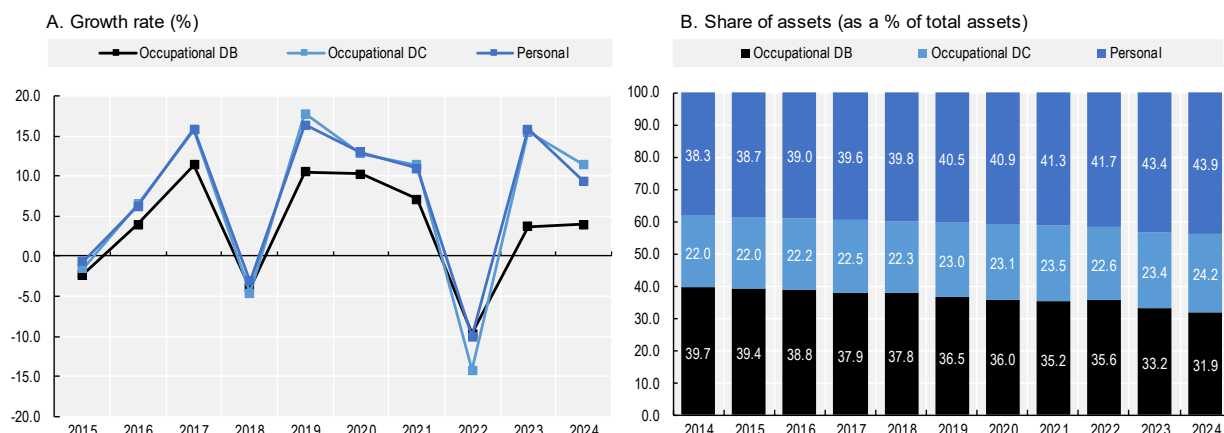 A. Growth rate (%)
Occupational DB Occupational DC Personal
20.0
15.0
10.0
5.0
0.0
-5.0
-10.0
-15.0
-20.0
2015 2016 2017 2018 2019 2020 2021 2022 2023 2024
B. Share of assets (as a % of total assets)
Occupational DB Occupational DC Personal
100.0
90.0
80.0
70.0
60.0
50.0
40.0
30.0
20.0
10.0
0.0
38.3 38.7 39.0 39.6 39.8 40.5 40.9 41.3 41.7 43.4 43.9
22.0 22.0 22.2 22.5 22.3 23.0 23.1 23.5 22.6 23.4 24.2
39.7 39.4 38.8 37.9 37.8 36.5 36.0 35.2 35.6 33.2 31.9
2014 2015 2016 2017 2018 2019 2020 2021 2022 2023 2024